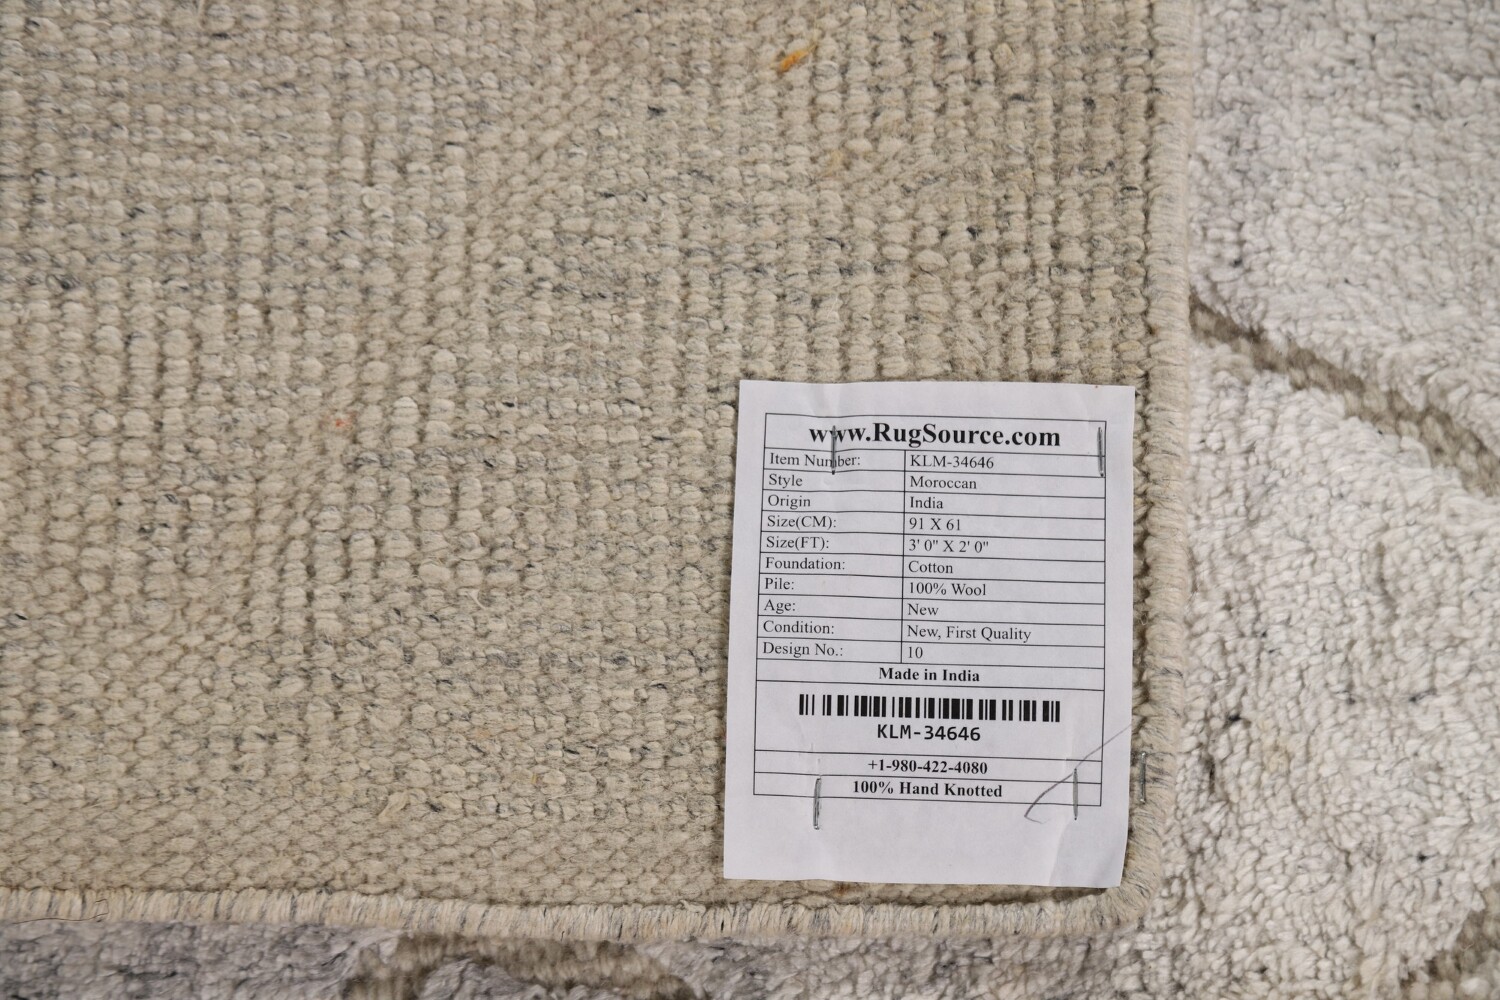 www.RugSource.com
Item Number: KLM-34646
Style Moroccan
Origin India
Size(CM): 91 X 61
Size(FT): 3' 0" X 2' 0"
Foundation: Cotton
Pile: 100% Wool
Age: New
Condition: New, First Quality
Design No.: 10
Made in India
KLM-34646
+1-980-422-4080
100% Hand Knotted